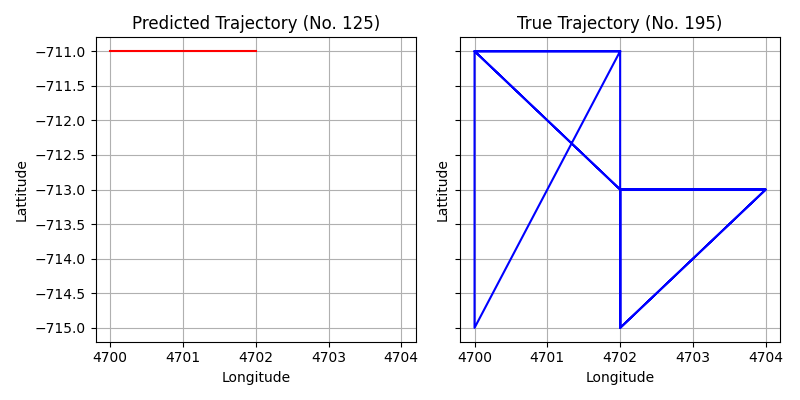 Predicted Trajectory (No. 125)
Lattitude
−711.0
−711.5
−712.0
−712.5
−713.0
−713.5
−714.0
−714.5
−715.0
4700 4701 4702 4703 4704
Longitude
True Trajectory (No. 195)
Lattitude
4700 4701 4702 4703 4704
Longitude